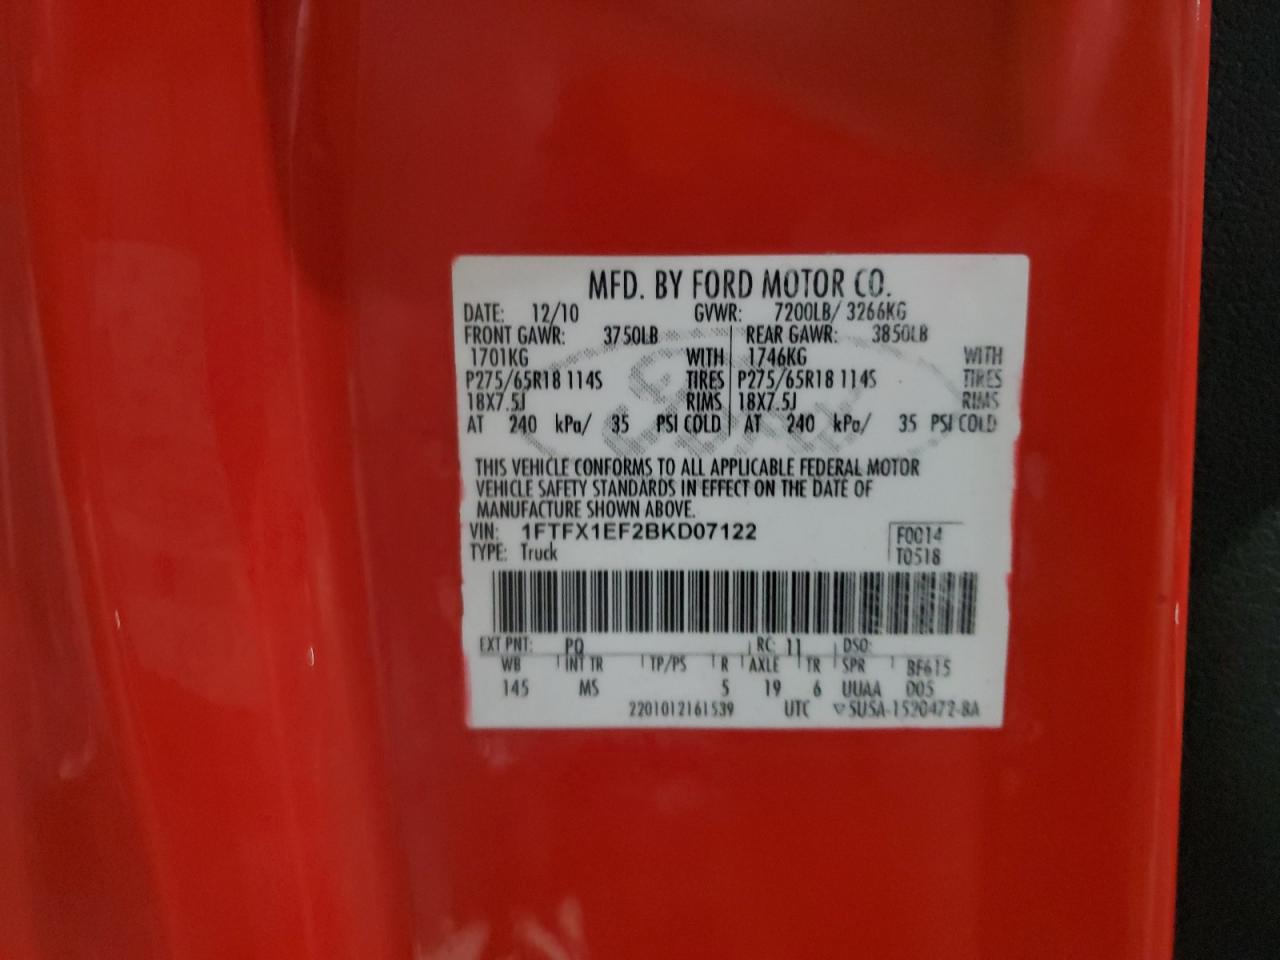 MFD. BY FORD MOTOR CO.
DATE: 12/10 GVWR: 7200LB/ 3266KG
FRONT GAWR: 3750LB REAR GAWR: 3850LB
1701KG WITH 1746KG WITH
P275/65R18 114S TIRES P275/65R18 114S TIRES
18X7.5J RIMS 18X7.5J RIMS
AT 240 kPa/ 35 PSI COLD AT 240 kPa/ 35 PSI COLD
THIS VEHICLE CONFORMS TO ALL APPLICABLE FEDERAL MOTOR
VEHICLE SAFETY STANDARDS IN EFFECT ON THE DATE OF
MANUFACTURE SHOWN ABOVE.
VIN: 1FTFX1EF2BKD07122 F0014
TYPE: Truck T0518
EXT PNT: PQ RC: 11 DSO:
WB INT TR TP/PS R AXLE TR SPR BF615
145 MS 5 19 6 UUAA 005
2201012161539 UTC ▽5U5A-1520472-BA